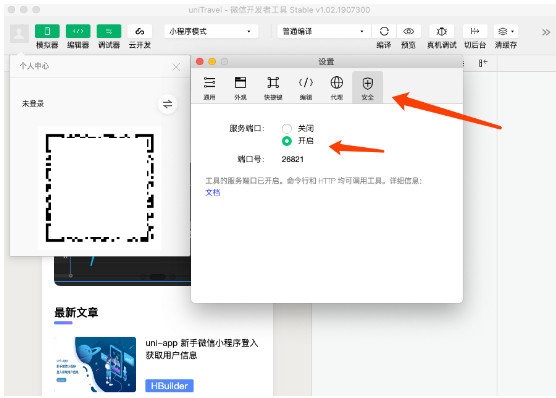 uniTravel - 微信开发者工具 Stable v1.02.1907300
模拟器 编辑器 调试器 云开发 小程序模式 普通编译 编译 预览 真机调试 切后台 清缓存
个人中心
未登录
设置
通用 外观 快捷键 编辑 代理 安全
服务端口： 关闭
开启
端口号： 26821
工具的服务端口已开启。命令行和 HTTP 均可调用工具。详细信息：
文档
最新文章
uni-app 新手微信小程序登入
获取用户信息
HBuilder